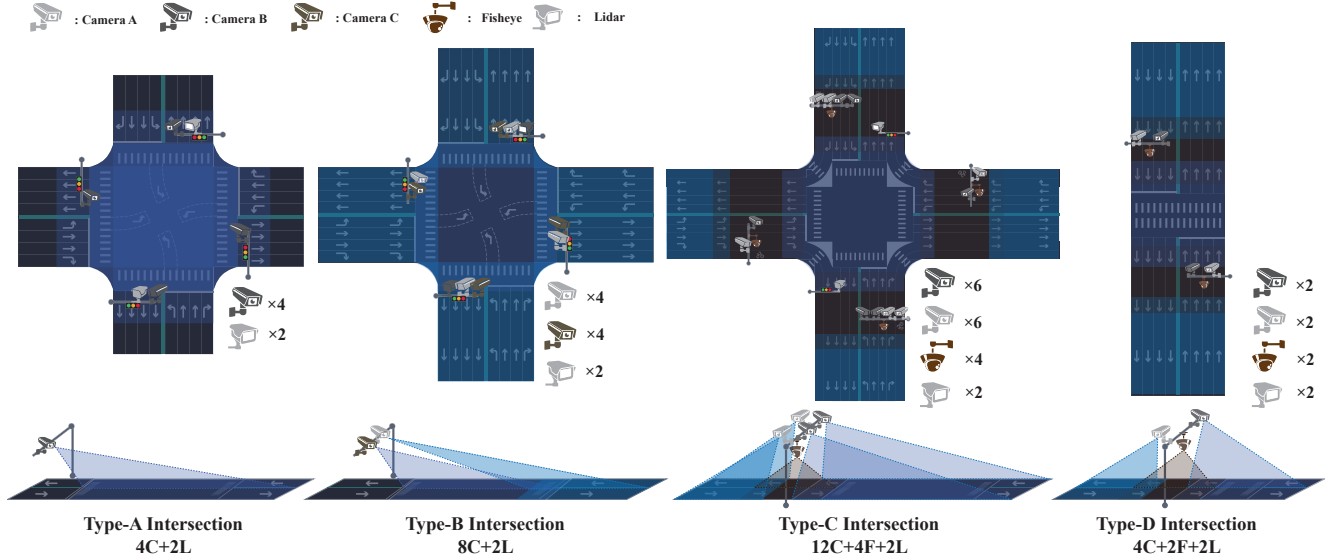 : Camera A : Camera B : Camera C : Fisheye : Lidar
×4
×2
×4
×4
×2
×6
×6
×4
×2
×2
×2
×2
×2
Type-A Intersection
4C+2L
Type-B Intersection
8C+2L
Type-C Intersection
12C+4F+2L
Type-D Intersection
4C+2F+2L